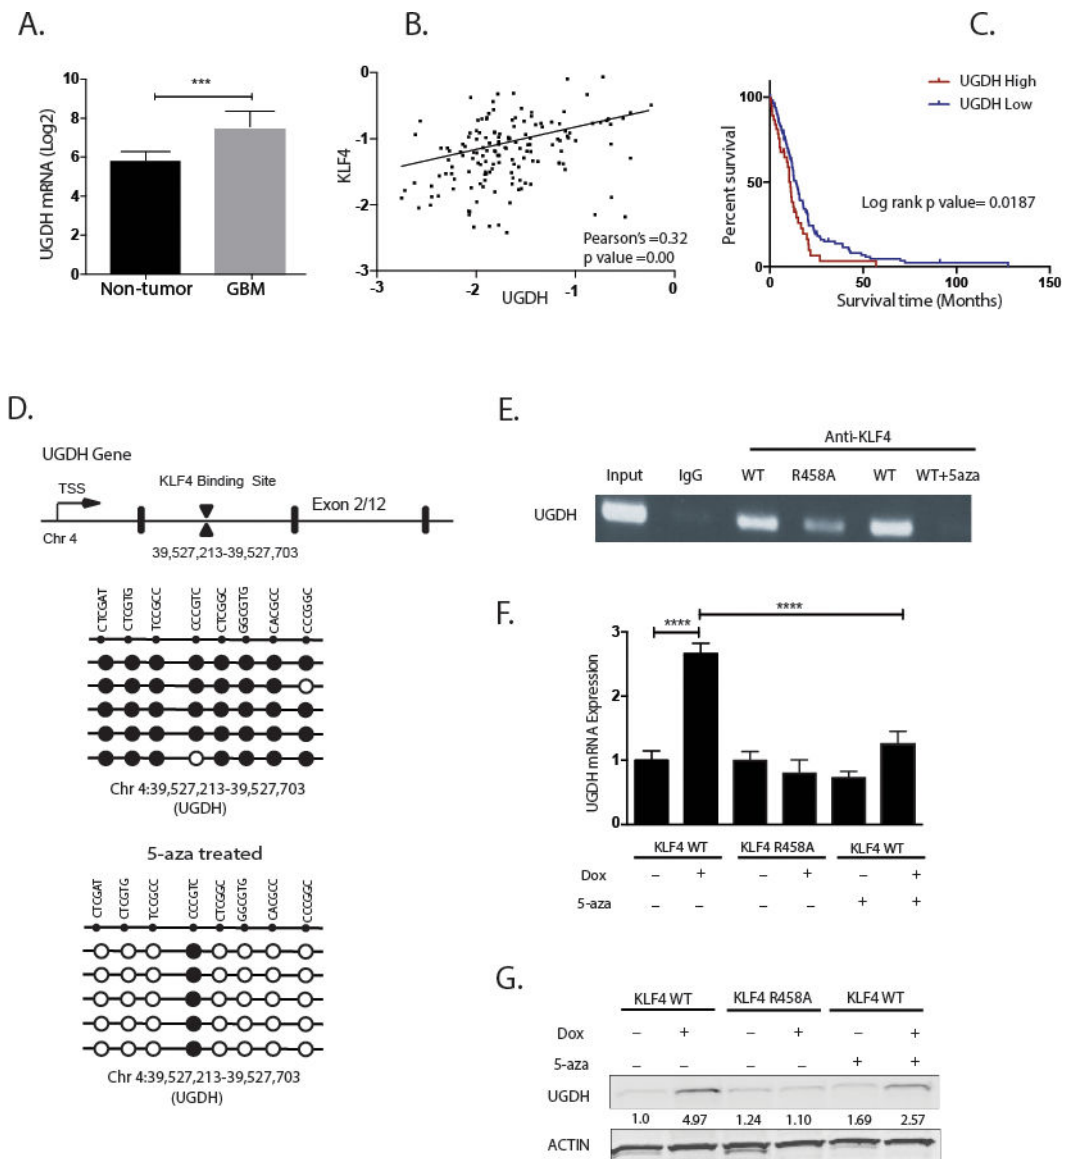 A.
UGDH mRNA (Log2)
10
8
6
4
2
0
***
Non-tumor GBM
B.
KLF4
0
-1
-2
-3
Pearson's =0.32
p value =0.00
-3 -2 -1 0
UGDH
C.
Percent survival
100
50
0
UGDH High
UGDH Low
Log rank p value= 0.0187
0 50 100 150
Survival time (Months)
D.
UGDH Gene
TSS
KLF4 Binding Site
Exon 2/12
Chr 4
39,527,213-39,527,703
CTCGAT CTCGTG TCCGCC CCCGTC CTCGGC GGCGTG CACGCC CCCGGC
Chr 4:39,527,213-39,527,703
(UGDH)
5-aza treated
CTCGAT CTCGTG TCCGCC CCCGTC CTCGGC GGCGTG CACGCC CCCGGC
Chr 4:39,527,213-39,527,703
(UGDH)
E.
Anti-KLF4
Input IgG WT R458A WT WT+5aza
UGDH
F.
UGDH mRNA Expression
3
2
1
0
**** ****
KLF4 WT KLF4 R458A KLF4 WT
Dox – + – + – +
5-aza – – – – + +
G.
KLF4 WT KLF4 R458A KLF4 WT
Dox – + – + – +
5-aza – – – – + +
UGDH
1.0 4.97 1.24 1.10 1.69 2.57
ACTIN